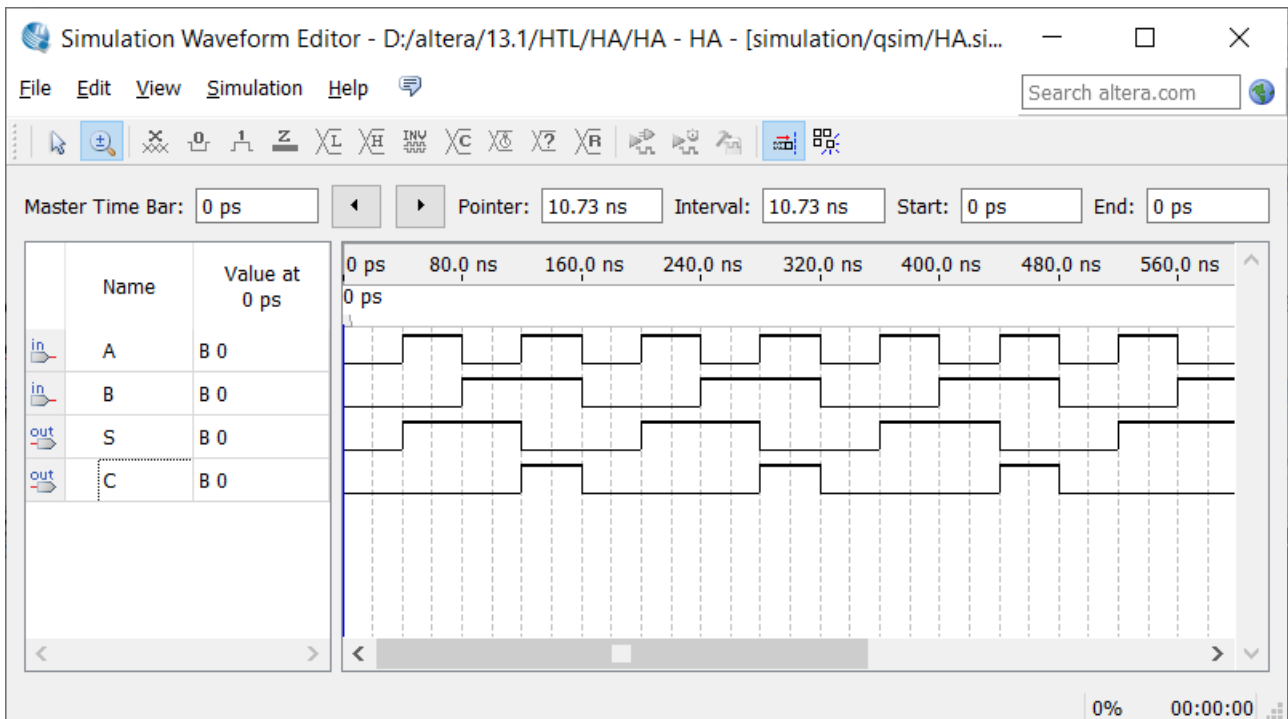 Simulation Waveform Editor - D:/altera/13.1/HTL/HA/HA - HA - [simulation/qsim/HA.si...
File Edit View Simulation Help
Search altera.com
Master Time Bar: 0 ps Pointer: 10.73 ns Interval: 10.73 ns Start: 0 ps End: 0 ps
Name Value at 0 ps
0 ps 80.0 ns 160.0 ns 240.0 ns 320.0 ns 400.0 ns 480.0 ns 560.0 ns
0 ps
in A B 0
in B B 0
out S B 0
out C B 0
0% 00:00:00